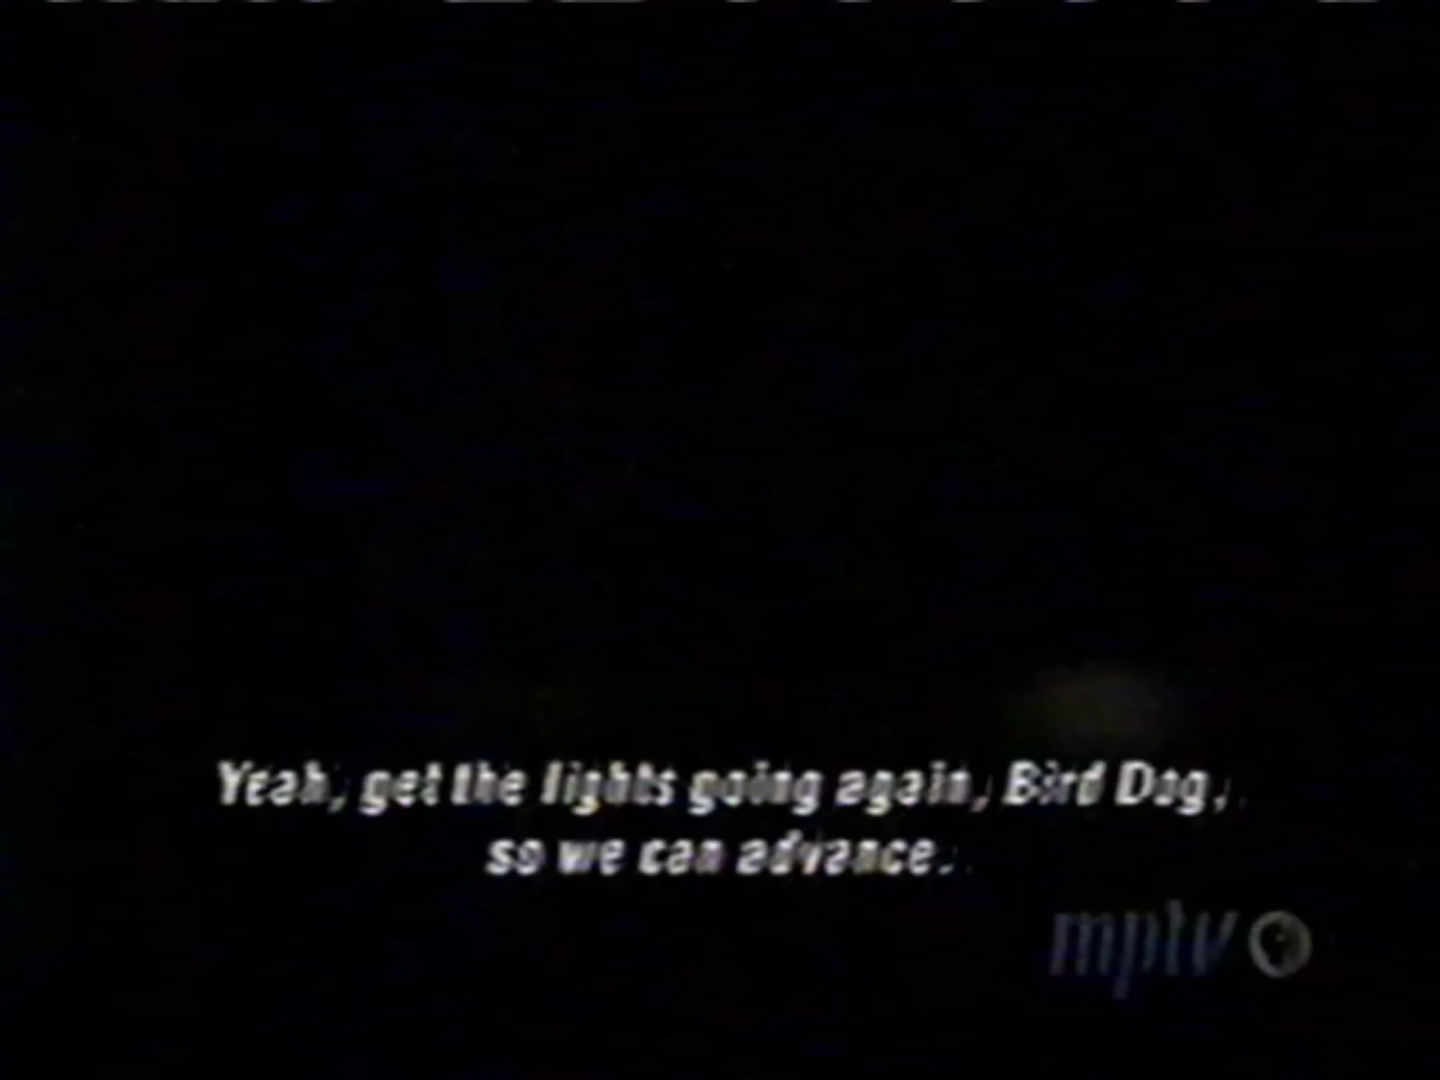 Yeah, get the lights going again, Bird Dog,
so we can advance.
mptv